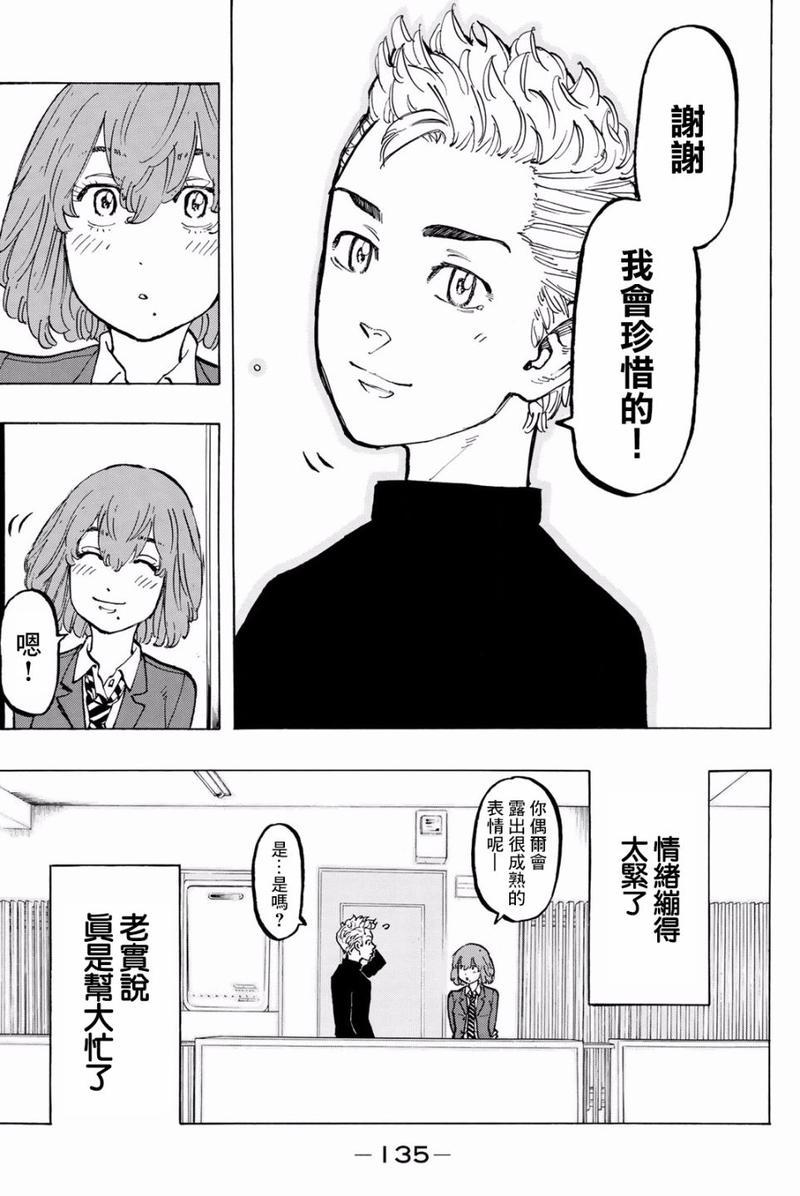 謝謝
我會珍惜的！
嗯！
情緒繃得
太緊了
你偶爾會
露出很成熟的
表情呢—
是…是嗎？
老實說
眞是幫大忙了
—135—